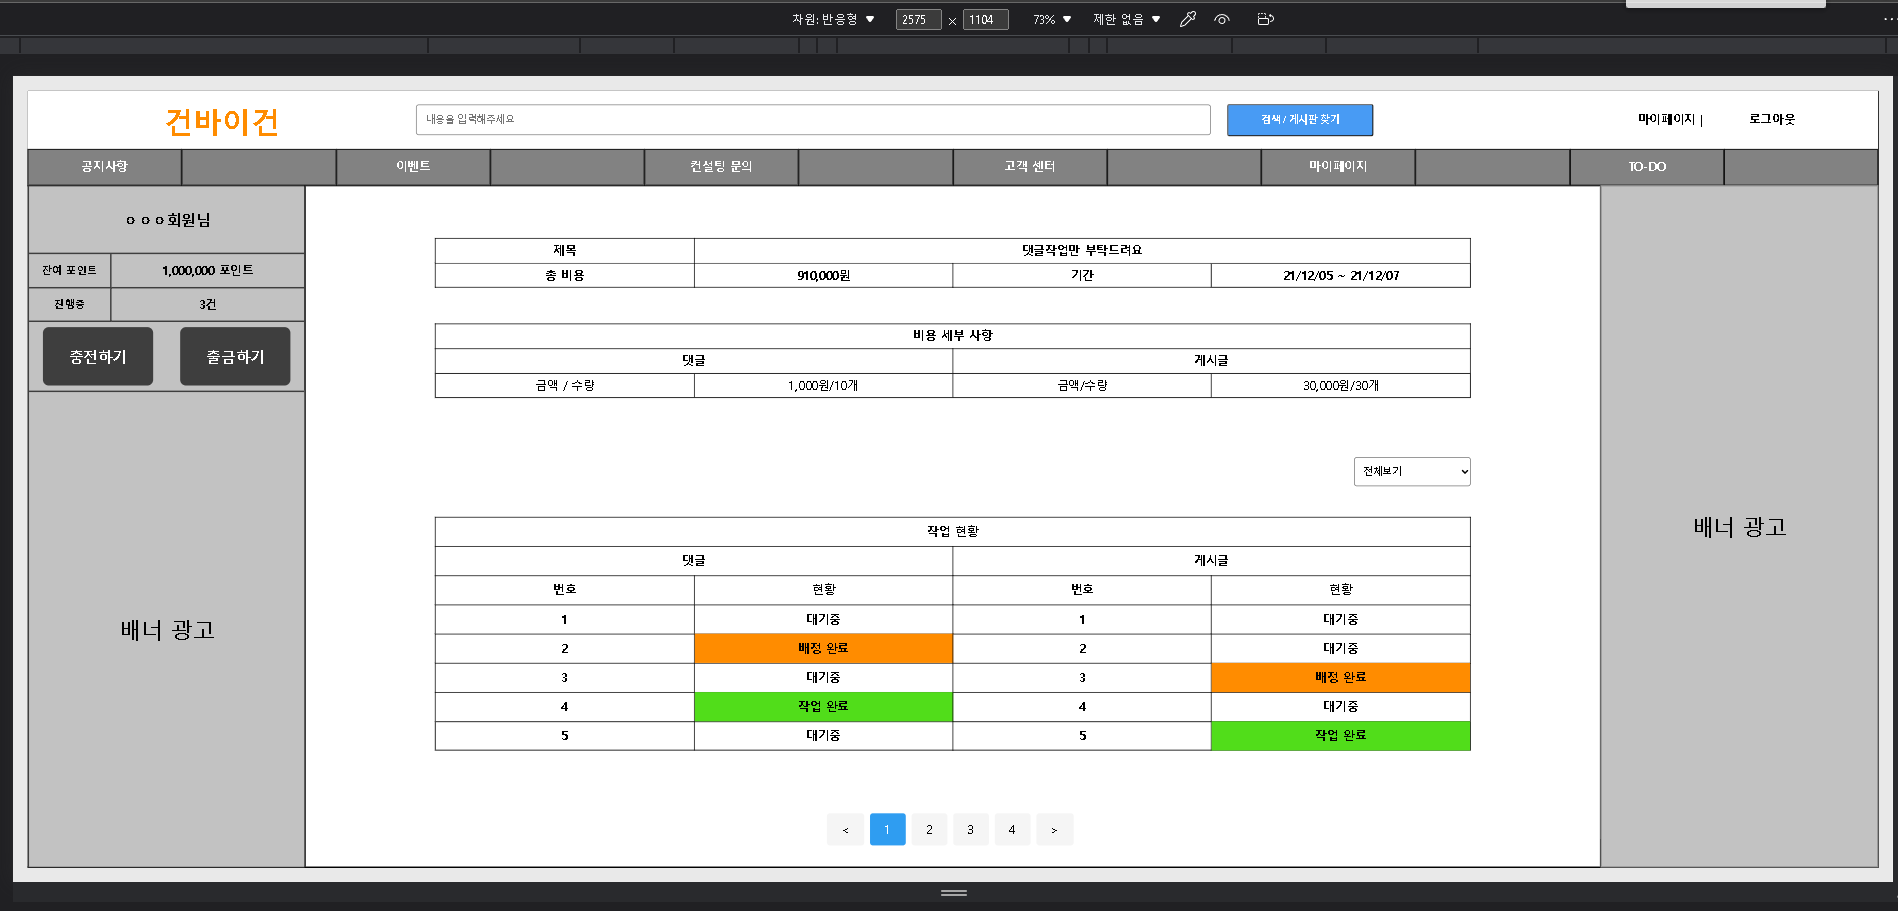 차원: 반응형 ▼ 2575 × 1104 73% ▼ 제한 없음 ▼
건바이건 내용을 입력해주세요 검색 / 게시판 찾기 마이페이지 | 로그아웃
공지사항 이벤트 컨설팅 문의 고객 센터 마이페이지 TO-DO
ㅇㅇㅇ회원님
잔여 포인트 1,000,000 포인트
진행중 3건
충전하기 출금하기
배너 광고
제목 댓글작업만 부탁드려요
총 비용 910,000원 기간 21/12/05 ~ 21/12/07
비용 세부 사항
댓글 게시글
금액 / 수량 1,000원/10개 금액/수량 30,000원/30개
전체보기
작업 현황
댓글 게시글
번호 현황 번호 현황
1 대기중 1 대기중
2 배정 완료 2 대기중
3 대기중 3 배정 완료
4 작업 완료 4 대기중
5 대기중 5 작업 완료
< 1 2 3 4 >
배너 광고